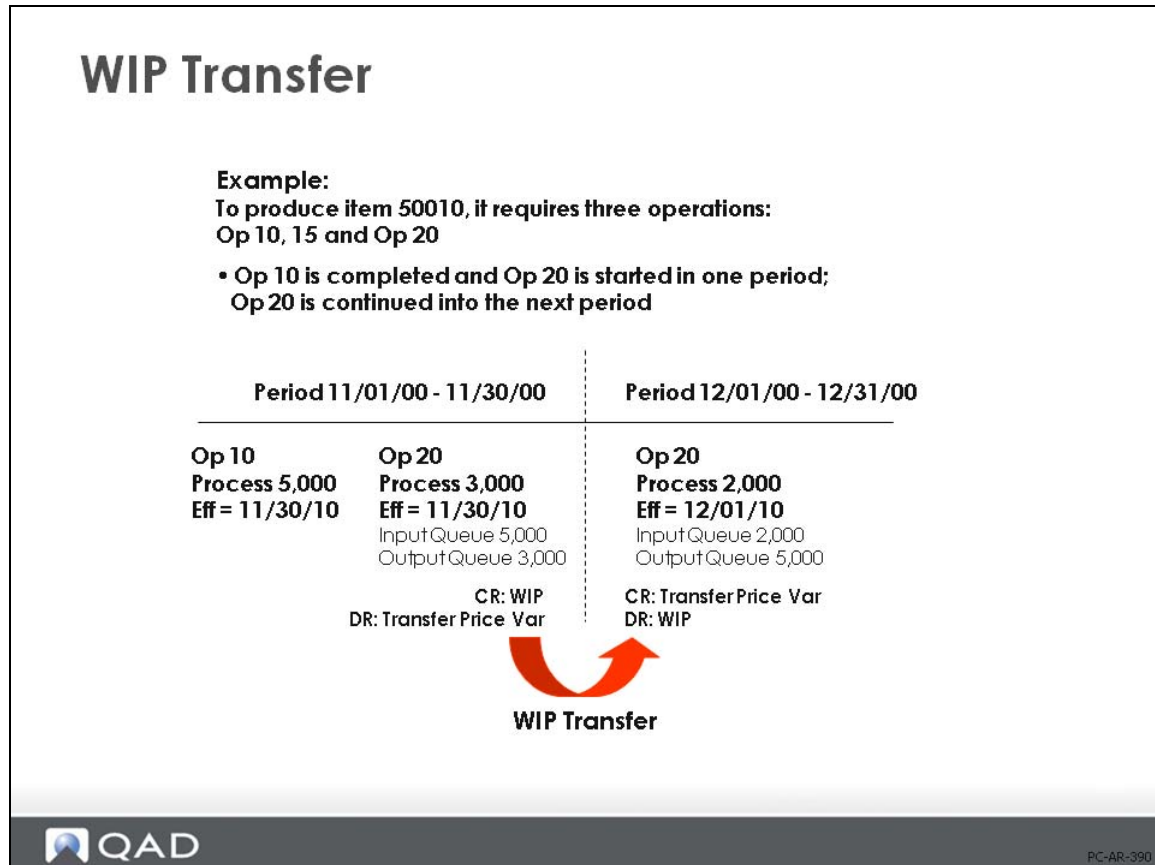 WIP Transfer
Example:
To produce item 50010, it requires three operations:
Op 10, 15 and Op 20
• Op 10 is completed and Op 20 is started in one period;
Op 20 is continued into the next period
Period 11/01/00 - 11/30/00
Period 12/01/00 - 12/31/00
Op 10
Process 5,000
Eff = 11/30/10
Op 20
Process 3,000
Eff = 11/30/10
Input Queue 5,000
Output Queue 3,000
CR: WIP
DR: Transfer Price Var
Op 20
Process 2,000
Eff = 12/01/10
Input Queue 2,000
Output Queue 5,000
CR: Transfer Price Var
DR: WIP
WIP Transfer
QAD
PC-AR-390